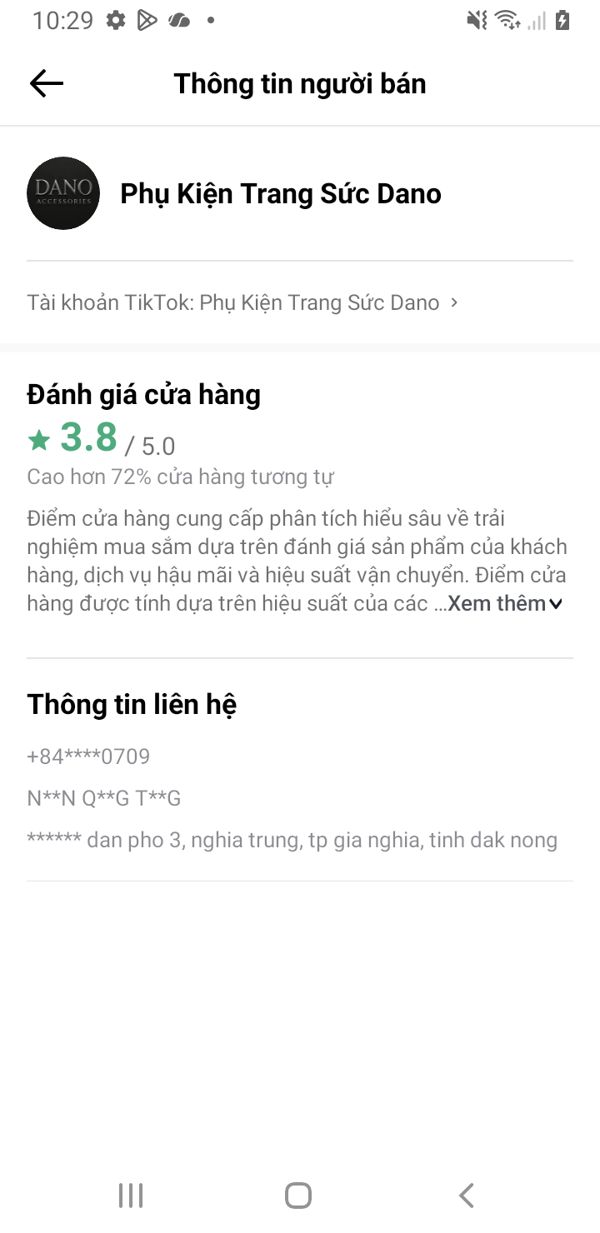 10:29
Thông tin người bán
DANO
ACCESSORIES
Phụ Kiện Trang Sức Dano
Tài khoản TikTok: Phụ Kiện Trang Sức Dano
Đánh giá cửa hàng
3.8 / 5.0
Cao hơn 72% cửa hàng tương tự
Điểm cửa hàng cung cấp phân tích hiểu sâu về trải
nghiệm mua sắm dựa trên đánh giá sản phẩm của khách
hàng, dịch vụ hậu mãi và hiệu suất vận chuyển. Điểm cửa
hàng được tính dựa trên hiệu suất của các ...Xem thêm
Thông tin liên hệ
+84****0709
N**N Q**G T**G
****** dan pho 3, nghia trung, tp gia nghia, tinh dak nong